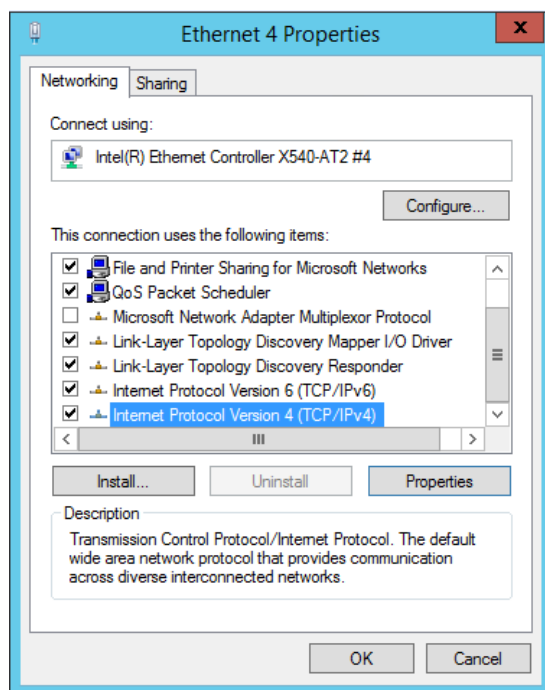 Ethernet 4 Properties
x
Networking
Sharing
Connect using:
Intel(R) Ethernet Controller X540-AT2 #4
Configure...
This connection uses the following items:
File and Printer Sharing for Microsoft Networks
QoS Packet Scheduler
Microsoft Network Adapter Multiplexor Protocol
Link-Layer Topology Discovery Mapper I/O Driver
Link-Layer Topology Discovery Responder
Internet Protocol Version 6 (TCP/IPv6)
Internet Protocol Version 4 (TCP/IPv4)
Install...
Uninstall
Properties
Description
Transmission Control Protocol/Internet Protocol. The default
wide area network protocol that provides communication
across diverse interconnected networks.
OK
Cancel